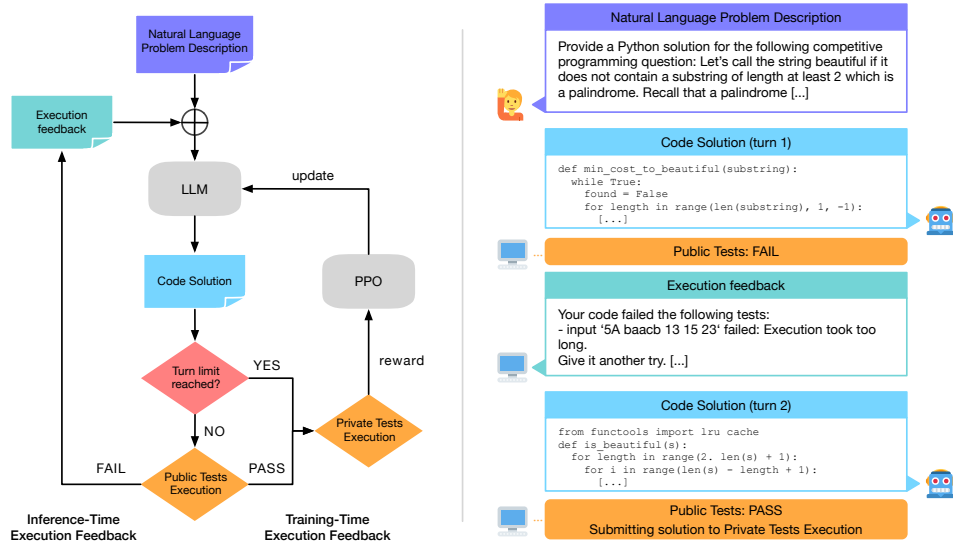 Natural Language
Problem Description
Execution
feedback
LLM
update
Code Solution
PPO
Turn limit
reached?
YES
reward
NO
Private Tests
Execution
FAIL
Public Tests
Execution
PASS
Inference-Time
Execution Feedback
Training-Time
Execution Feedback
Natural Language Problem Description
Provide a Python solution for the following competitive
programming question: Let’s call the string beautiful if it
does not contain a substring of length at least 2 which is
a palindrome. Recall that a palindrome [...]
Code Solution (turn 1)
def min_cost_to_beautiful(substring):
while True:
found = False
for length in range(len(substring), 1, -1):
[...]
Public Tests: FAIL
Execution feedback
Your code failed the following tests:
- input ‘5A baacb 13 15 23‘ failed: Execution took too
long.
Give it another try. [...]
Code Solution (turn 2)
from functools import lru cache
def is_beautiful(s):
for length in range(2. len(s) + 1):
for i in range(len(s) - length + 1):
[...]
Public Tests: PASS
Submitting solution to Private Tests Execution